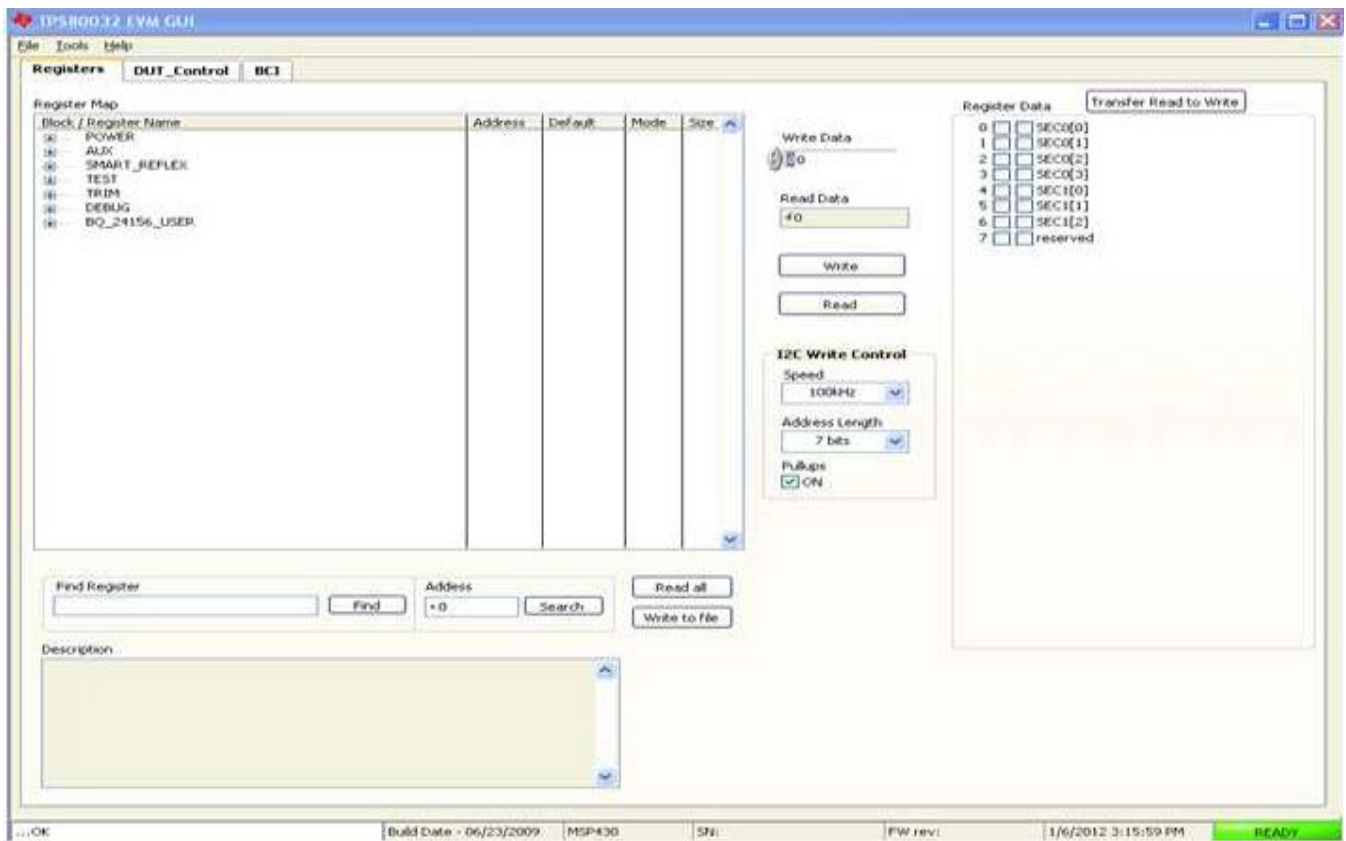 TPS80032 EVM GUI
File Tools Help
Registers DUT_Control BCI
Register Map
Block / Register Name Address Default Mode Size
POWER
AUX
SMART_REFLEX
TEST
TRIM
DEBUG
BQ_24156_USER
Write Data
0
Read Data
0
Write
Read
I2C Write Control
Speed
100kHz
Address Length
7 bits
Pullups
ON
Register Data Transfer Read to Write
0 SEC0[0]
1 SEC0[1]
2 SEC0[2]
3 SEC0[3]
4 SEC1[0]
5 SEC1[1]
6 SEC1[2]
7 reserved
Find Register
Find
Addess
0
Search
Read all
Write to file
Description
...OK Build Date - 06/23/2009 MSP430 SN: FW rev: 1/6/2012 3:15:59 PM READY